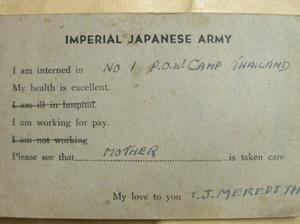 IMPERIAL JAPANESE ARMY
I am interned in NO 1 P.O.W. CAMP THAILAND
My health is excellent.
I am ill in hospital.
I am working for pay.
I am not working
Please see that MOTHER is taken care
My love to you T.J. MEREDITH